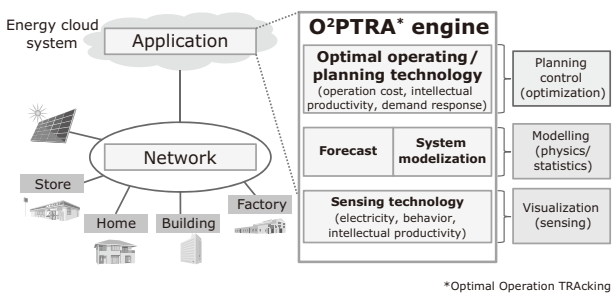 Energy cloud
system
Application
Network
Store
Home
Building
Factory
O²PTRA* engine
Optimal operating/
planning technology
(operation cost, intellectual
productivity, demand response)
Planning
control
(optimization)
Forecast
System
modelization
Modelling
(physics/
statistics)
Sensing technology
(electricity, behavior,
intellectual productivity)
Visualization
(sensing)
*Optimal Operation TRAcking